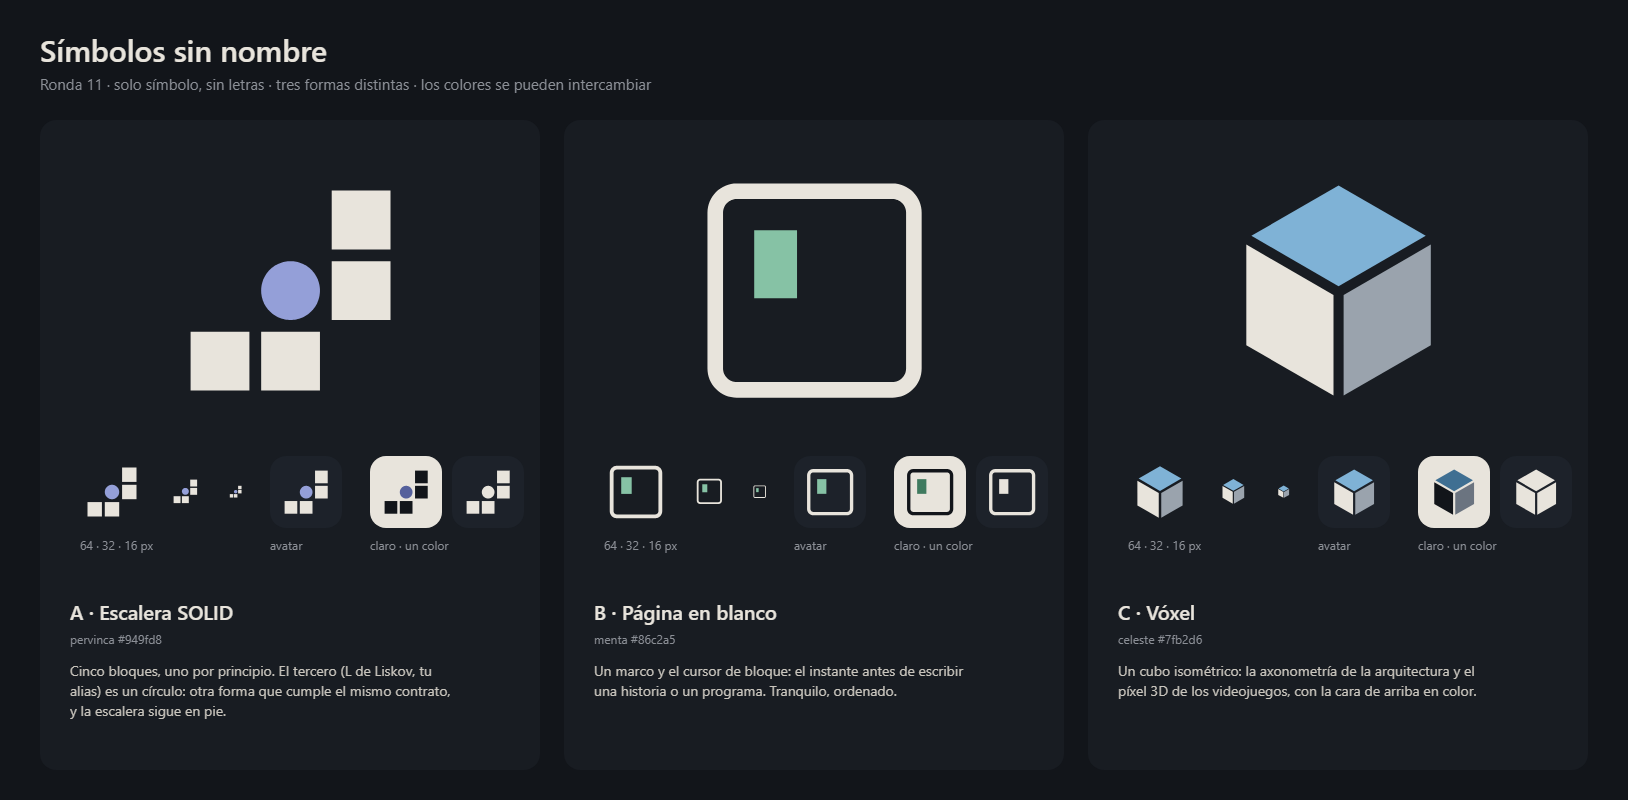 Símbolos sin nombre
Ronda 11 · solo símbolo, sin letras · tres formas distintas · los colores se pueden intercambiar
64 · 32 · 16 px
avatar
claro · un color
A · Escalera SOLID
pervinca #949fd8
Cinco bloques, uno por principio. El tercero (L de Liskov, tu
alias) es un círculo: otra forma que cumple el mismo contrato,
y la escalera sigue en pie.
64 · 32 · 16 px
avatar
claro · un color
B · Página en blanco
menta #86c2a5
Un marco y el cursor de bloque: el instante antes de escribir
una historia o un programa. Tranquilo, ordenado.
64 · 32 · 16 px
avatar
claro · un color
C · Vóxel
celeste #7fb2d6
Un cubo isométrico: la axonometría de la arquitectura y el
píxel 3D de los videojuegos, con la cara de arriba en color.